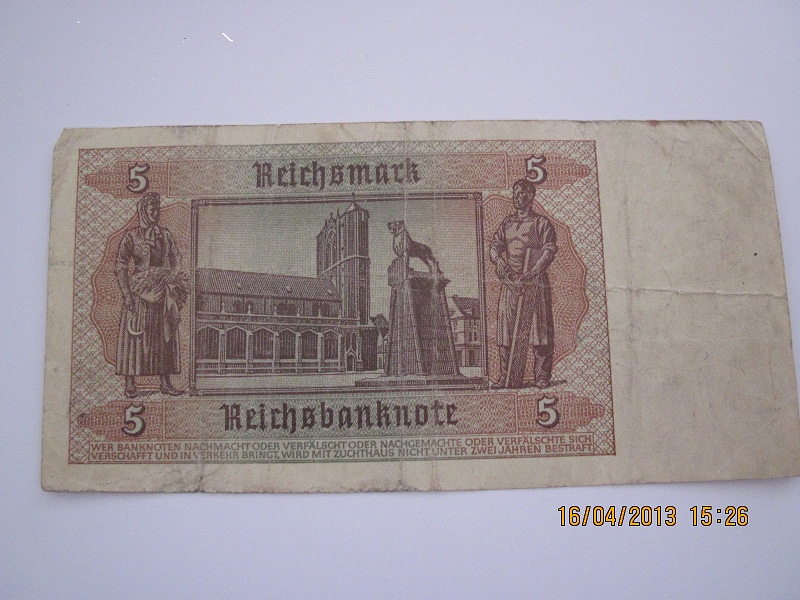 5 Reichsmark 5
5 Reichsbanknote 5
WER BANKNOTEN NACHMACHT ODER VERFÄLSCHT ODER NACHGEMACHTE ODER VERFÄLSCHTE SICH
VERSCHAFFT UND IN VERKEHR BRINGT, WIRD MIT ZUCHTHAUS NICHT UNTER ZWEI JAHREN BESTRAFT
16/04/2013 15:26